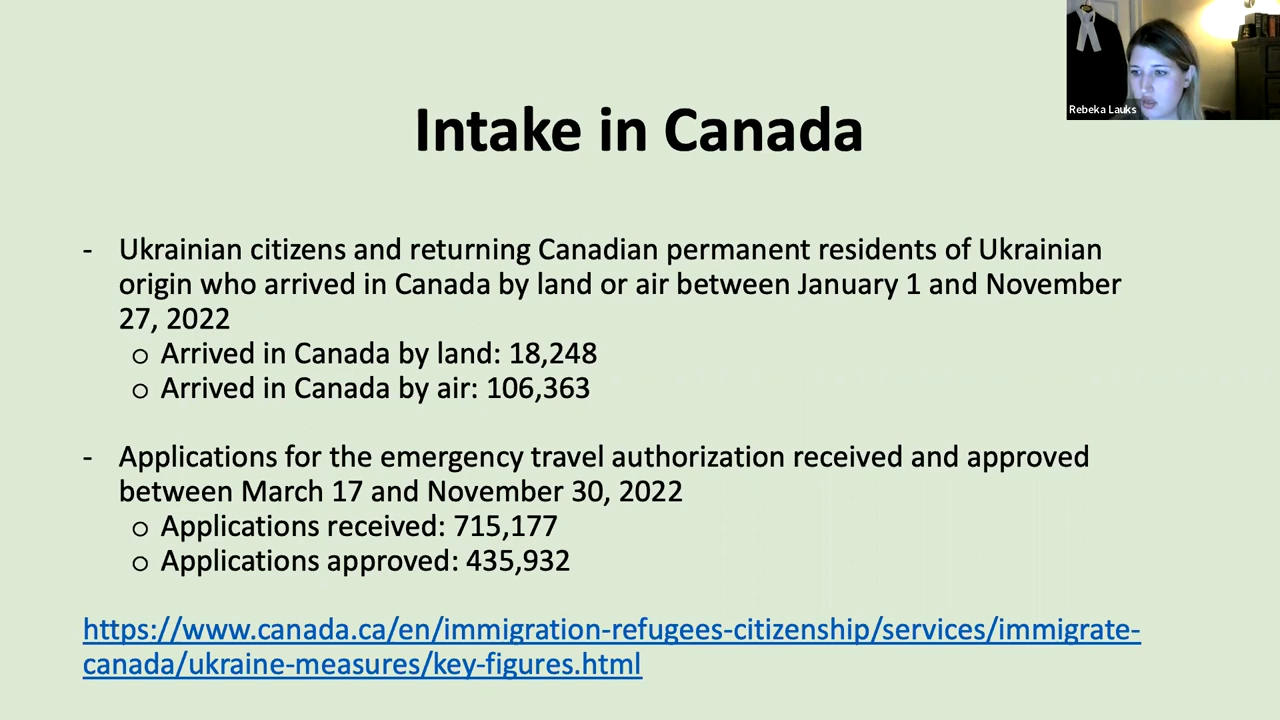 Rebeka Lauks
Intake in Canada
- Ukrainian citizens and returning Canadian permanent residents of Ukrainian
origin who arrived in Canada by land or air between January 1 and November
27, 2022
o Arrived in Canada by land: 18,248
o Arrived in Canada by air: 106,363
- Applications for the emergency travel authorization received and approved
between March 17 and November 30, 2022
o Applications received: 715,177
o Applications approved: 435,932
https://www.canada.ca/en/immigration-refugees-citizenship/services/immigrate-
canada/ukraine-measures/key-figures.html